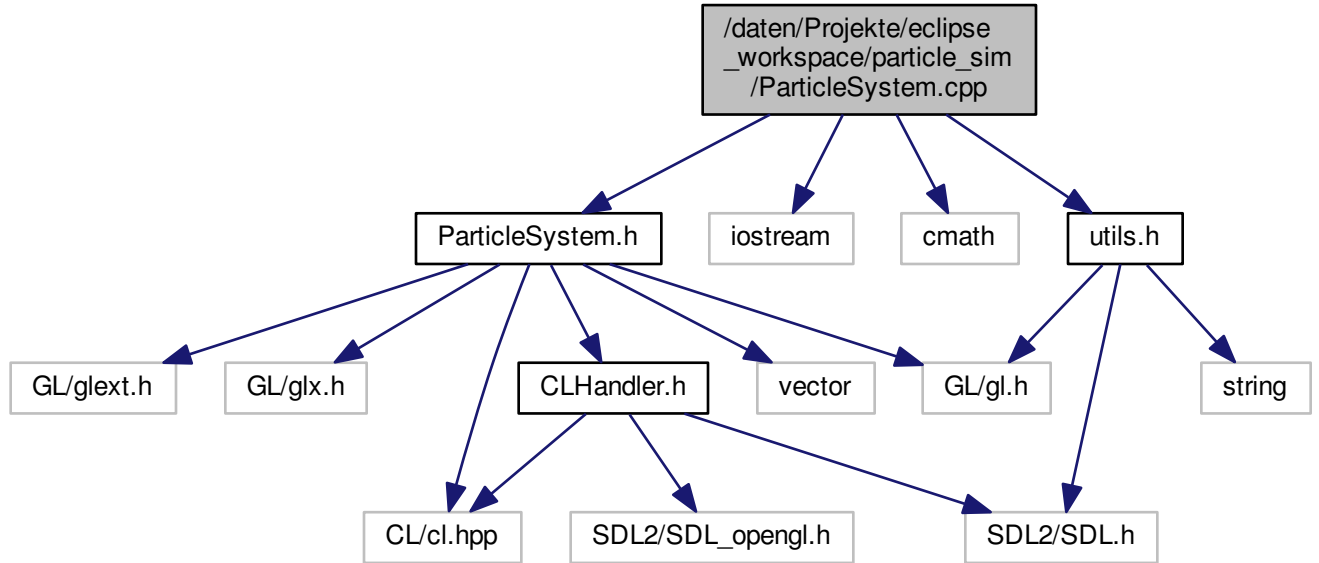 /daten/Projekte/eclipse
_workspace/particle_sim
/ParticleSystem.cpp
ParticleSystem.h
iostream
cmath
utils.h
GL/glext.h
GL/glx.h
CLHandler.h
vector
GL/gl.h
string
CL/cl.hpp
SDL2/SDL_opengl.h
SDL2/SDL.h